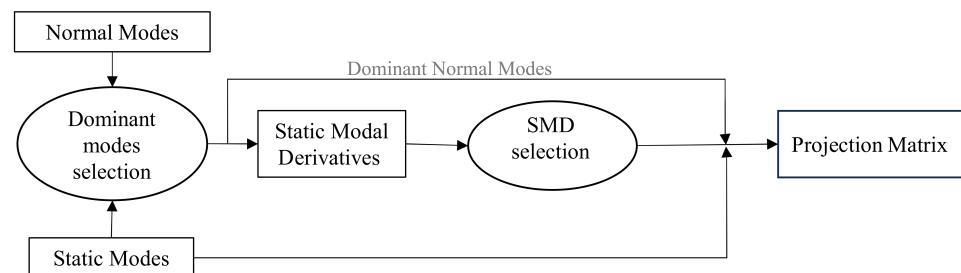 Normal Modes
Dominant Normal Modes
Dominant
modes
selection
Static Modal
Derivatives
SMD
selection
Projection Matrix
Static Modes